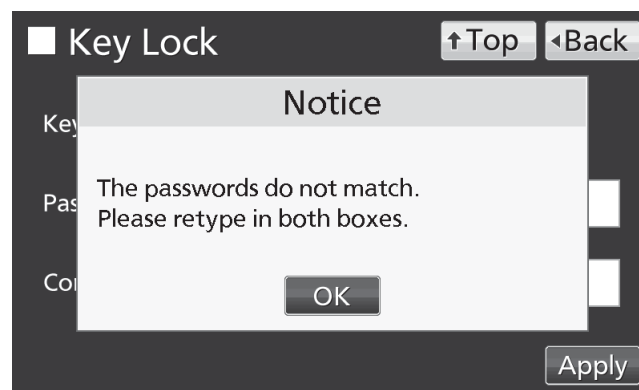 Key Lock
↑Top
◂Back
Notice
Key
The passwords do not match.
Pas
Please retype in both boxes.
Con
OK
Apply